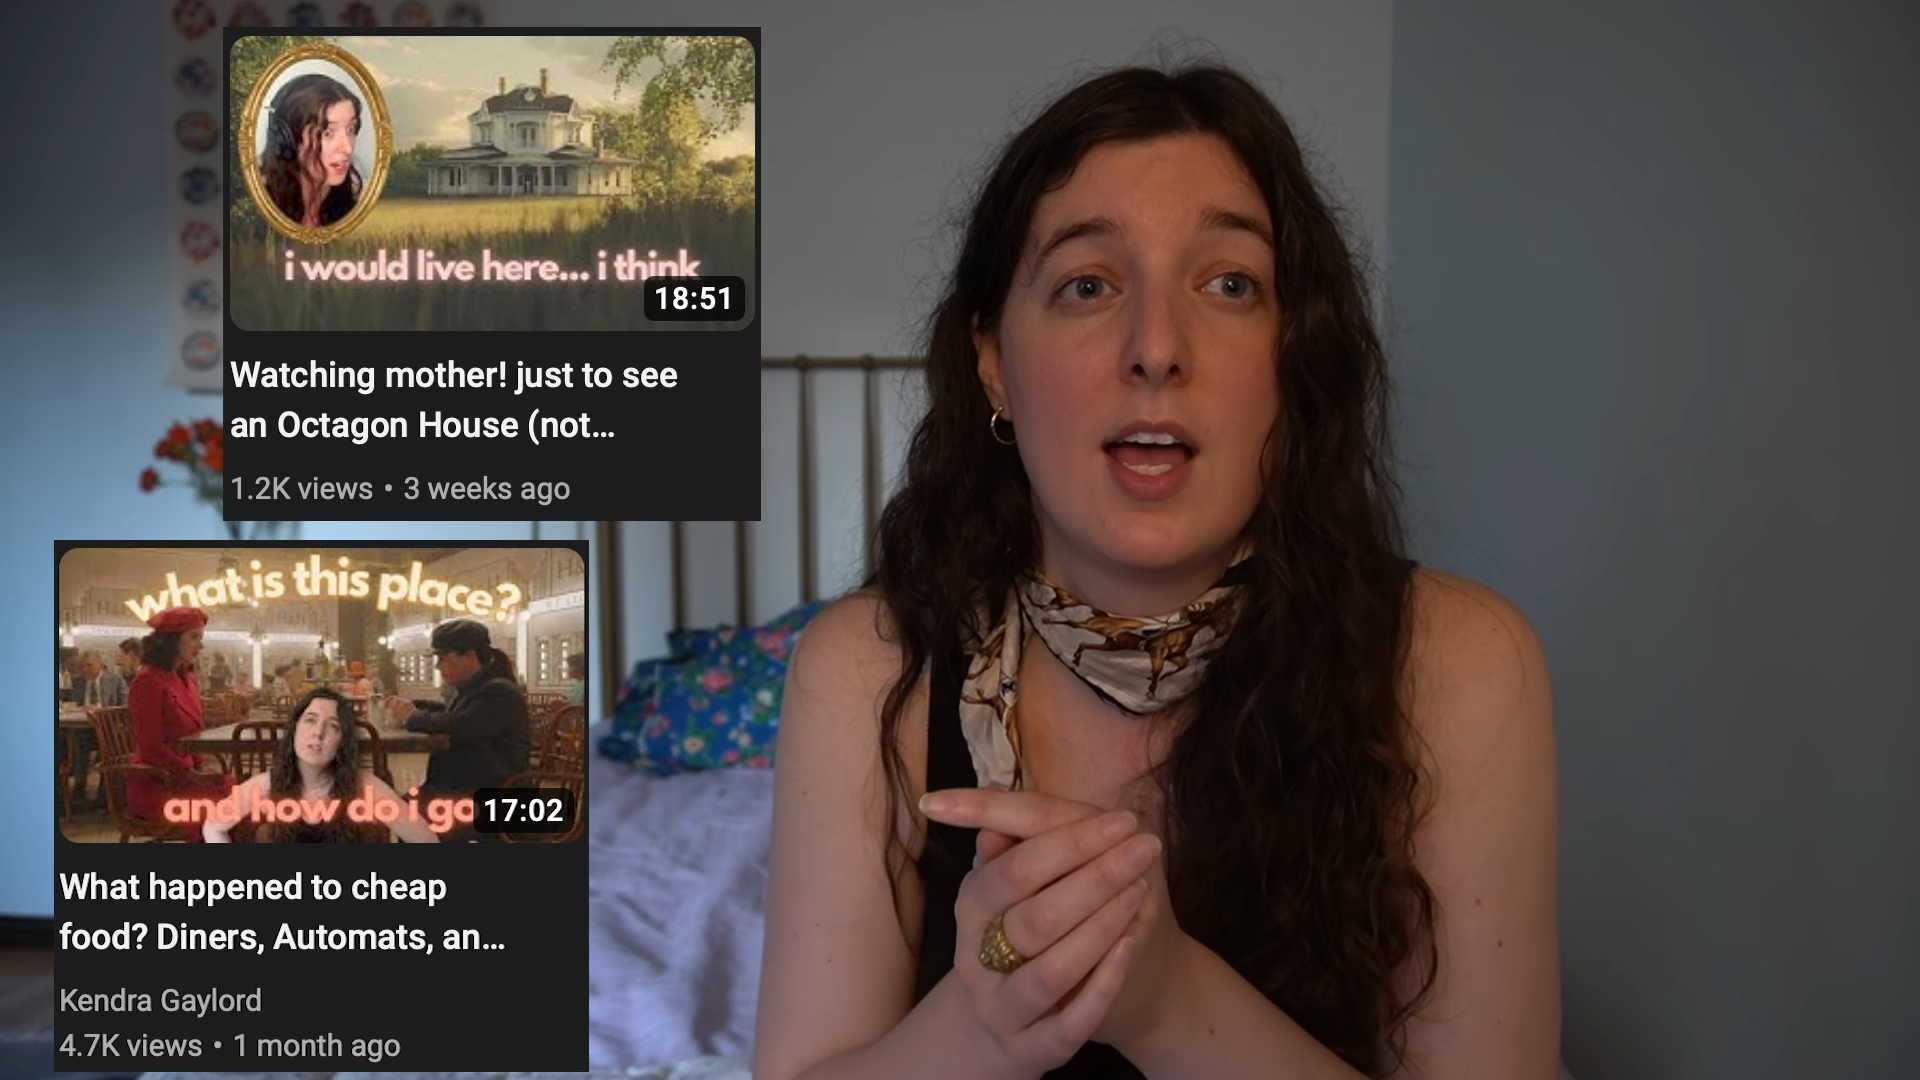 i would live here... i think
18:51
Watching mother! just to see
an Octagon House (not...
1.2K views • 3 weeks ago
what is this place?
and how do i go
17:02
What happened to cheap
food? Diners, Automats, an...
Kendra Gaylord
4.7K views • 1 month ago